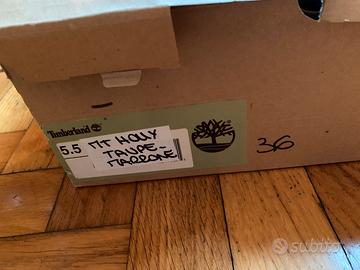 Timberland
5.5
MT HOLLY
TAUPE-
MARRONE
36
subito